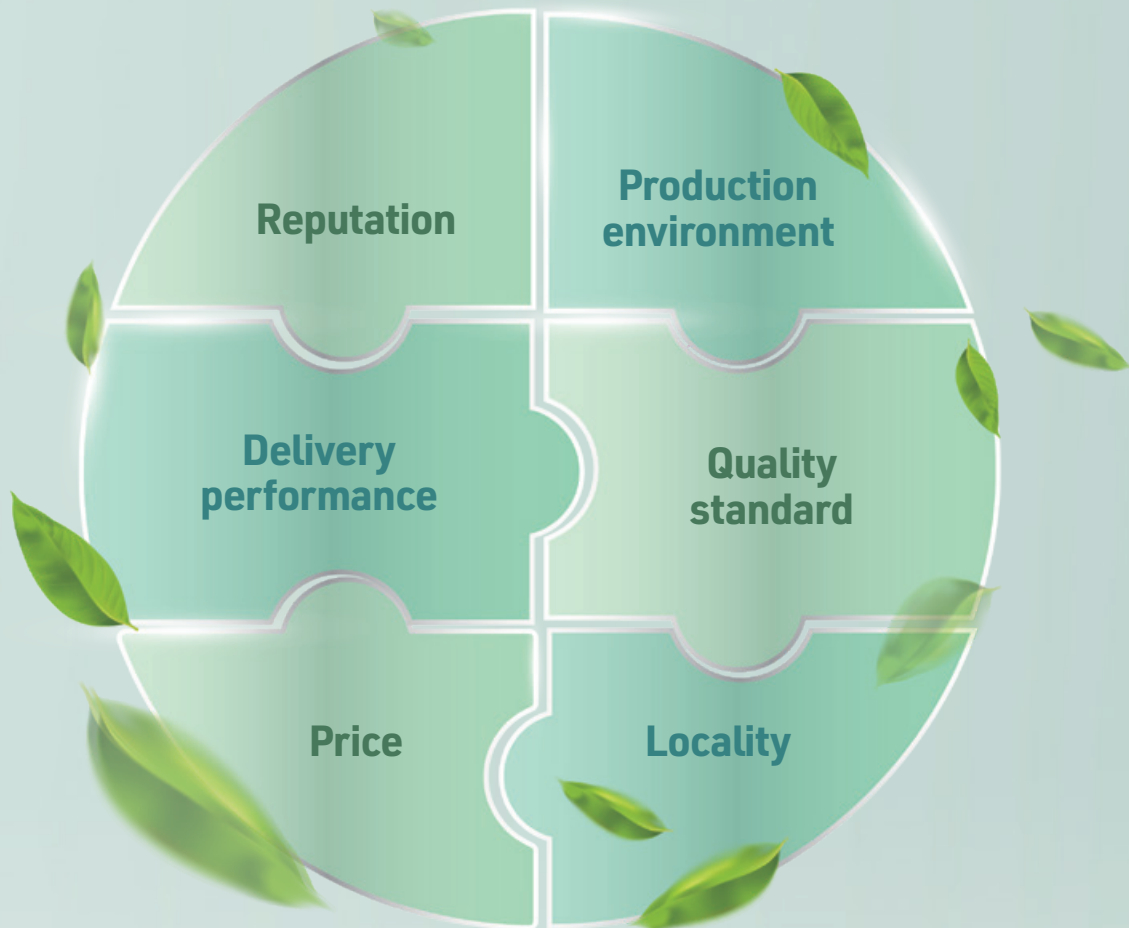 Reputation
Production
environment
Delivery
performance
Quality
standard
Price
Locality